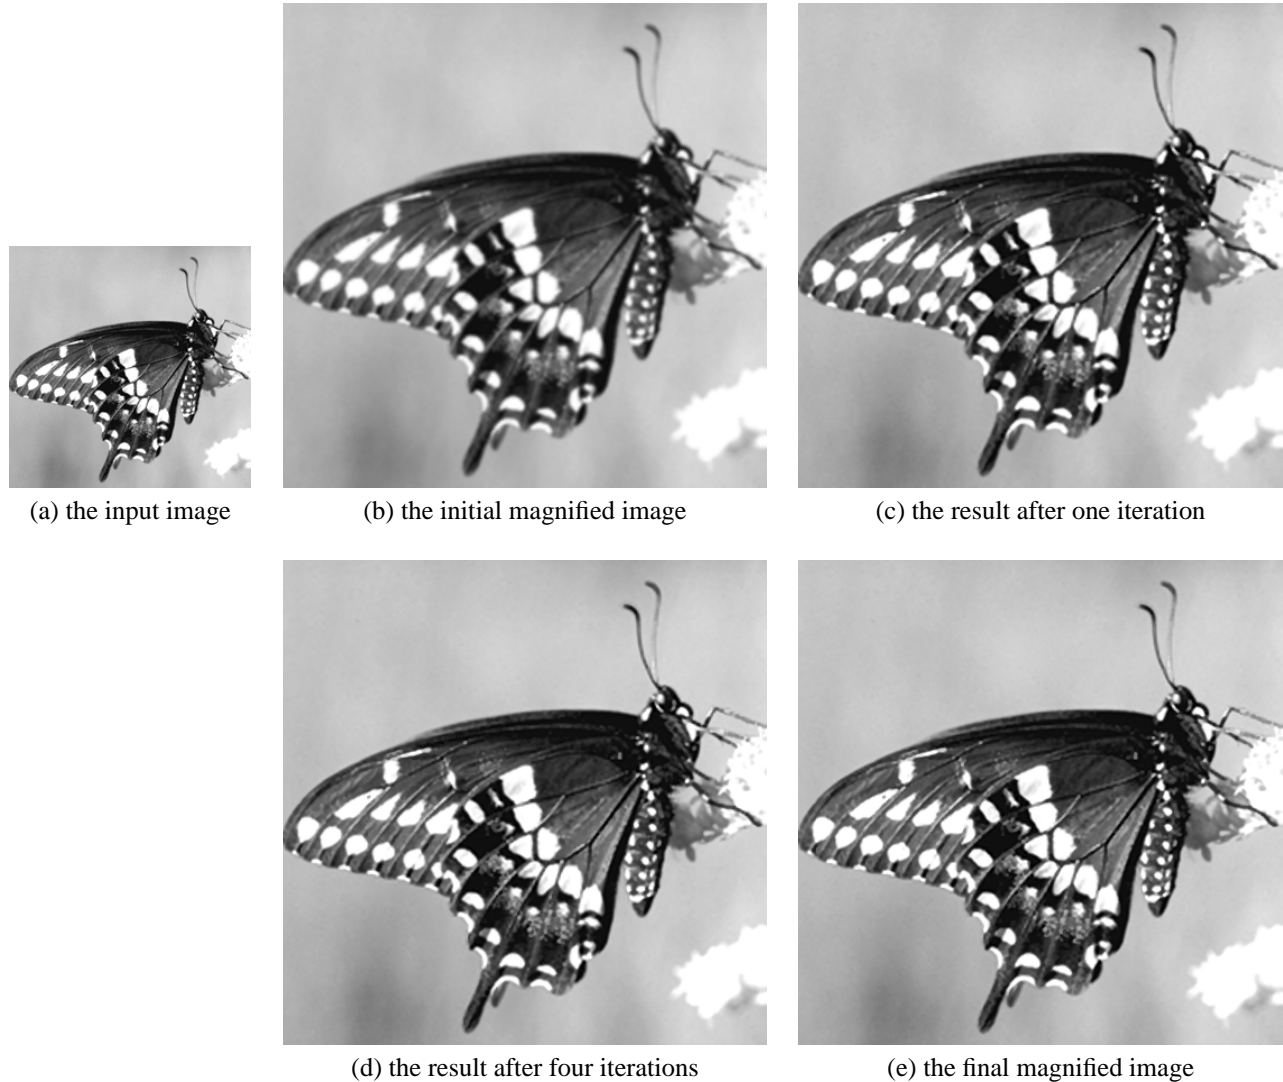 (a) the input image
(b) the initial magnified image
(c) the result after one iteration
(d) the result after four iterations
(e) the final magnified image